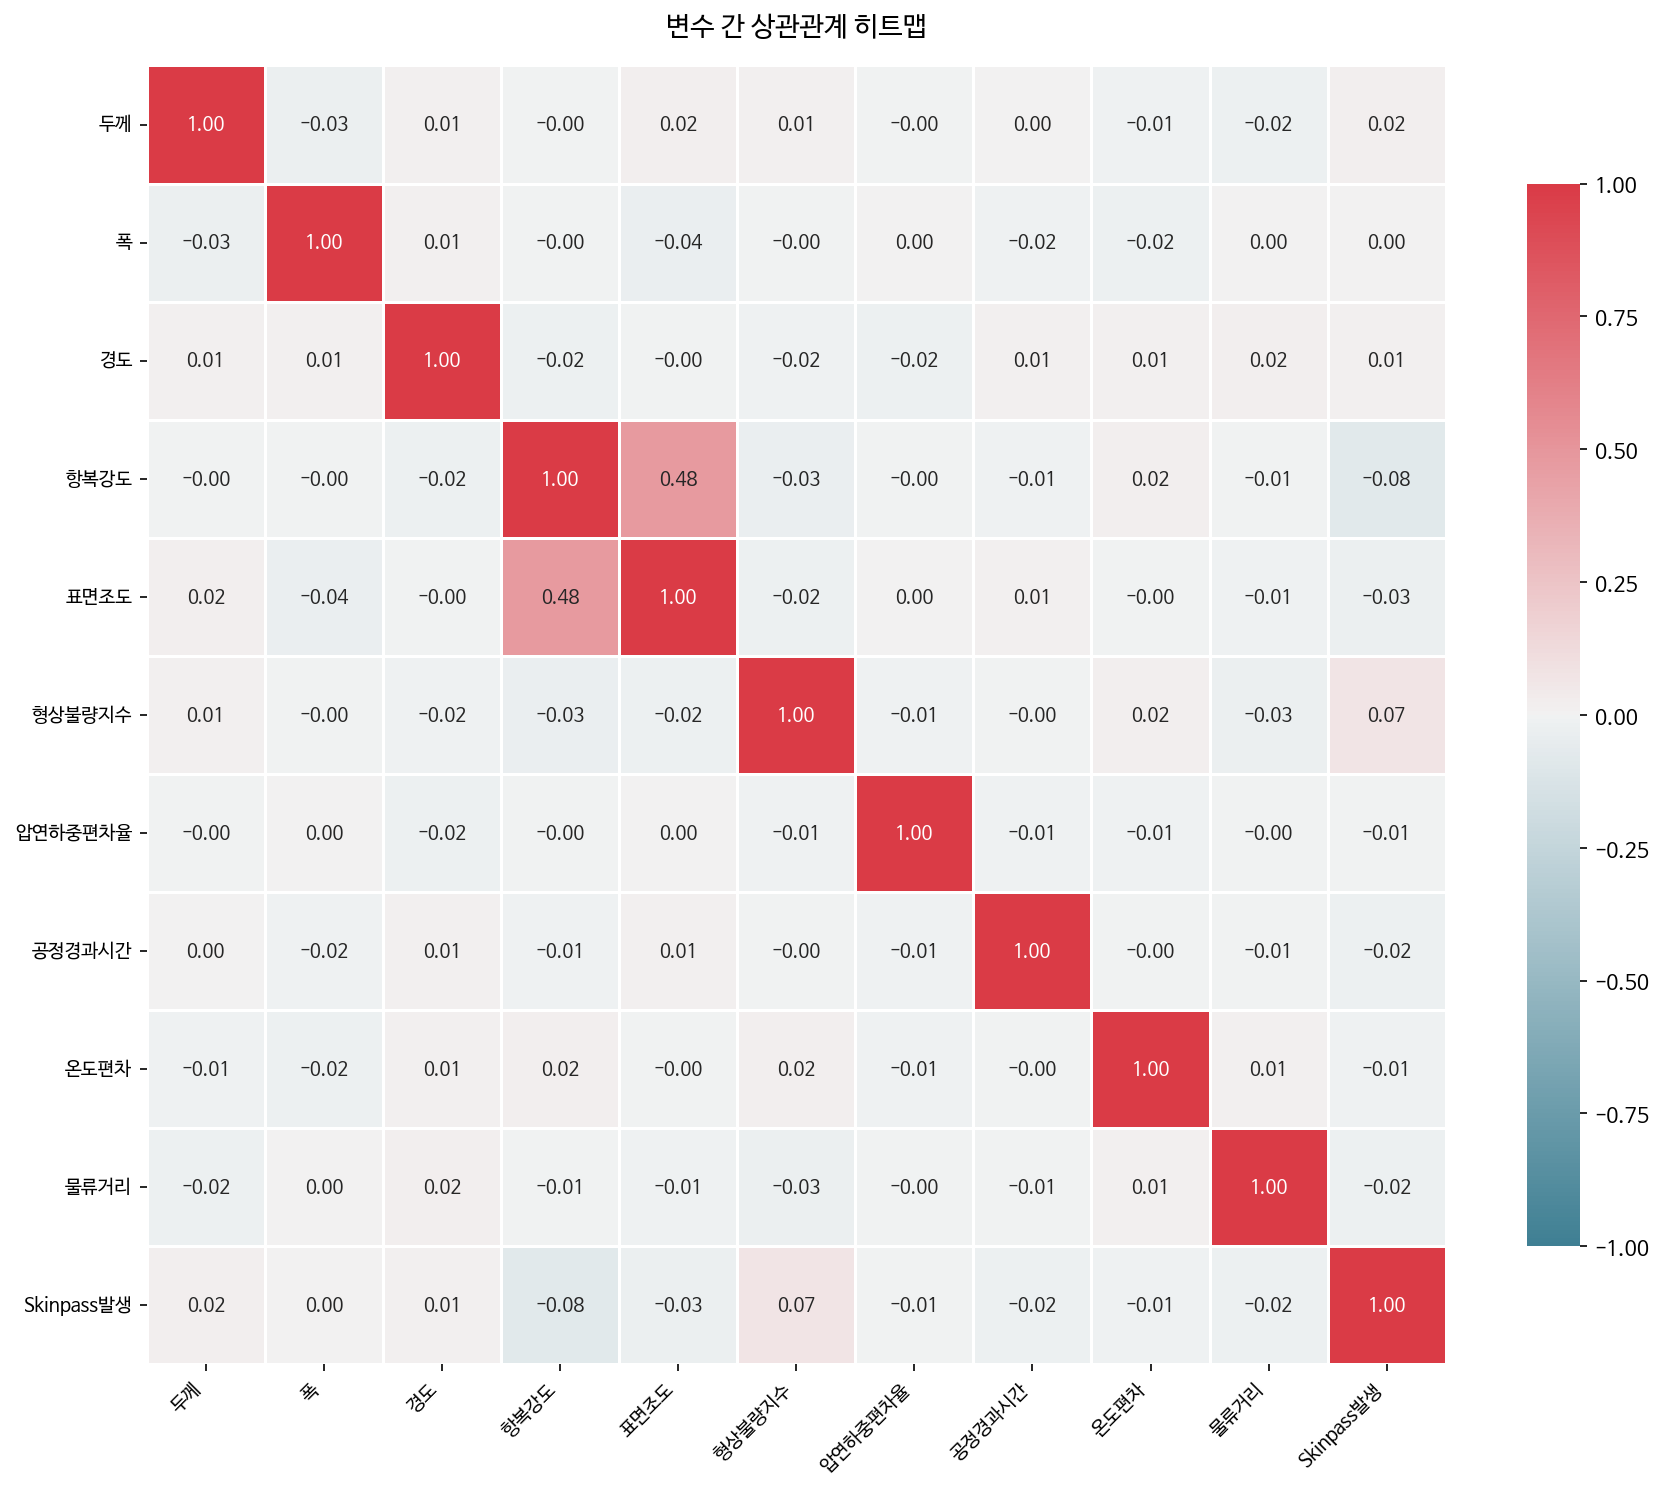 변수 간 상관관계 히트맵
두께 1.00 -0.03 0.01 -0.00 0.02 0.01 -0.00 0.00 -0.01 -0.02 0.02
폭 -0.03 1.00 0.01 -0.00 -0.04 -0.00 0.00 -0.02 -0.02 0.00 0.00
경도 0.01 0.01 1.00 -0.02 -0.00 -0.02 -0.02 0.01 0.01 0.02 0.01
항복강도 -0.00 -0.00 -0.02 1.00 0.48 -0.03 -0.00 -0.01 0.02 -0.01 -0.08
표면조도 0.02 -0.04 -0.00 0.48 1.00 -0.02 0.00 0.01 -0.00 -0.01 -0.03
형상불량지수 0.01 -0.00 -0.02 -0.03 -0.02 1.00 -0.01 -0.00 0.02 -0.03 0.07
압연하중편차율 -0.00 0.00 -0.02 -0.00 0.00 -0.01 1.00 -0.01 -0.01 -0.00 -0.01
공정경과시간 0.00 -0.02 0.01 -0.01 0.01 -0.00 -0.01 1.00 -0.00 -0.01 -0.02
온도편차 -0.01 -0.02 0.01 0.02 -0.00 0.02 -0.01 -0.00 1.00 0.01 -0.01
물류거리 -0.02 0.00 0.02 -0.01 -0.01 -0.03 -0.00 -0.01 0.01 1.00 -0.02
Skinpass발생 0.02 0.00 0.01 -0.08 -0.03 0.07 -0.01 -0.02 -0.01 -0.02 1.00
두께 폭 경도 항복강도 표면조도 형상불량지수 압연하중편차율 공정경과시간 온도편차 물류거리 Skinpass발생
1.00
0.75
0.50
0.25
0.00
-0.25
-0.50
-0.75
-1.00